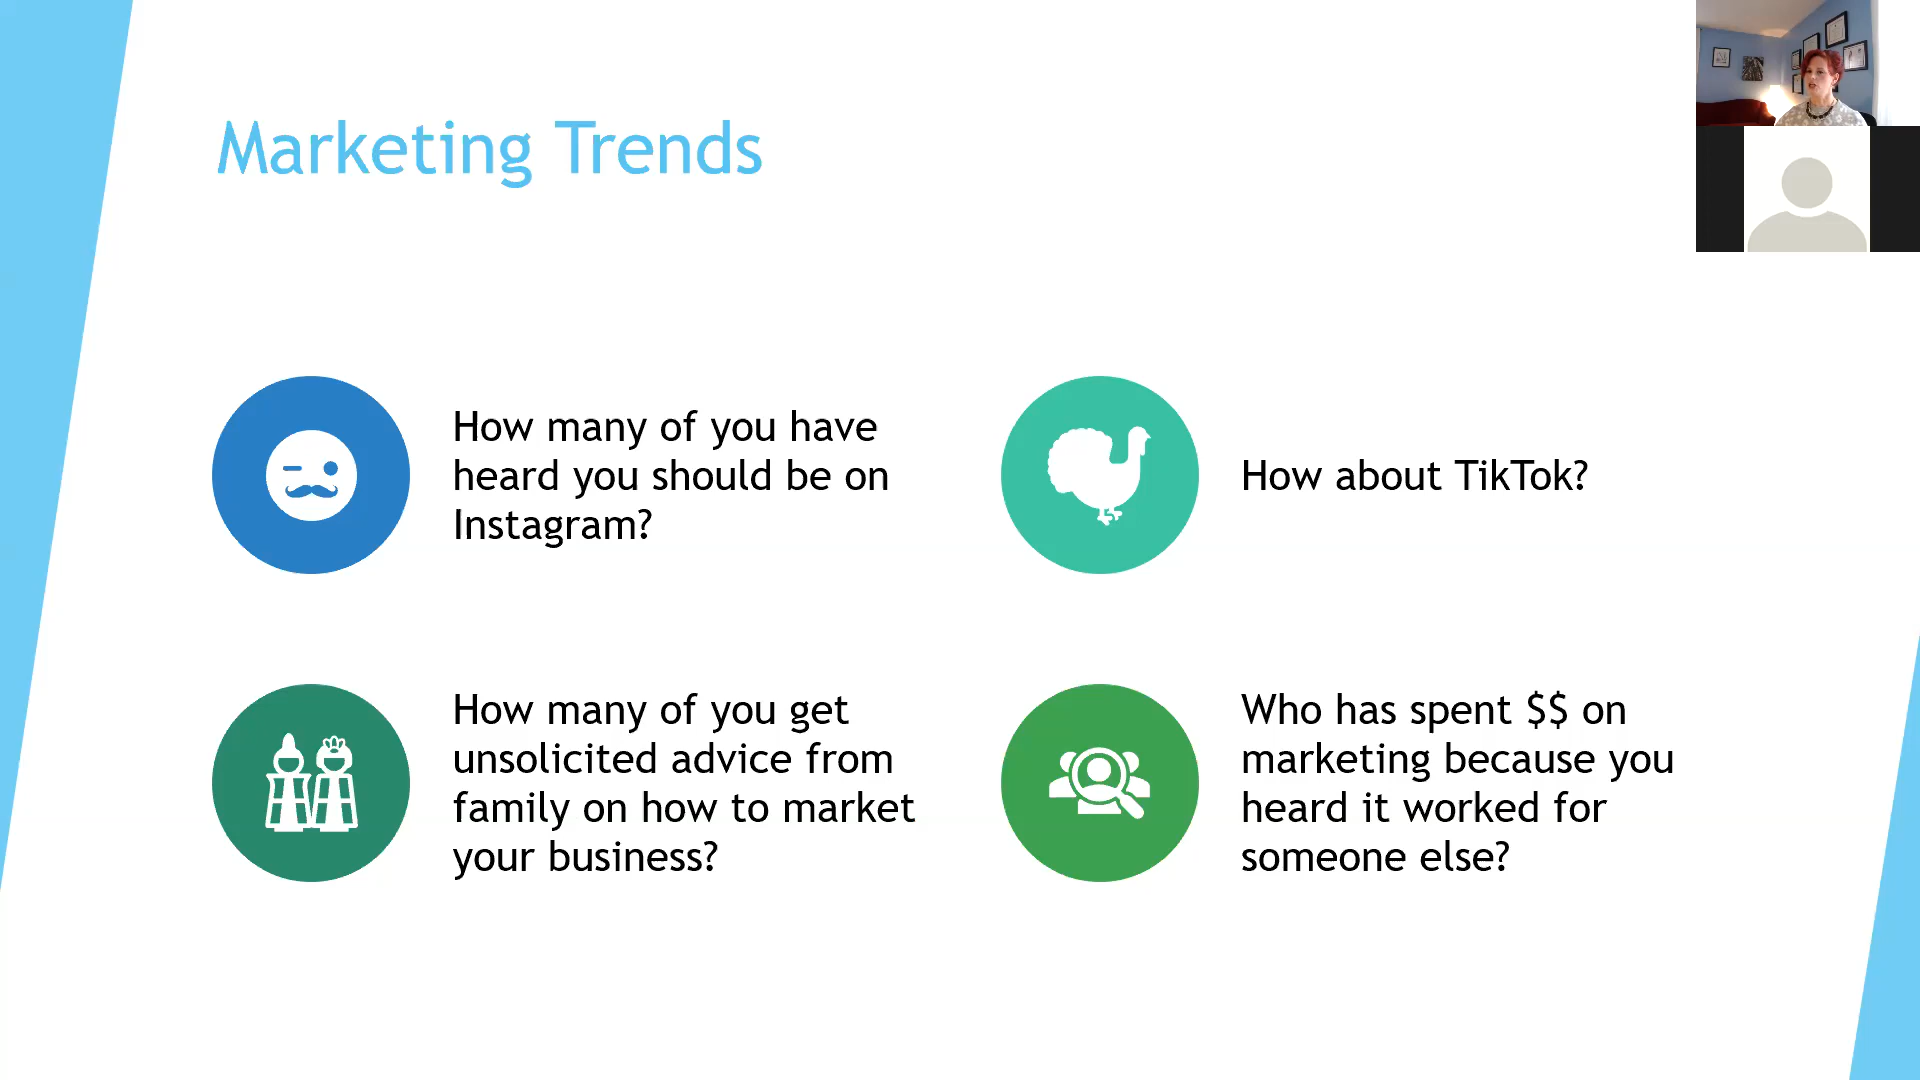 Marketing Trends
How many of you have
heard you should be on
Instagram?
How about TikTok?
How many of you get
unsolicited advice from
family on how to market
your business?
Who has spent $$ on
marketing because you
heard it worked for
someone else?